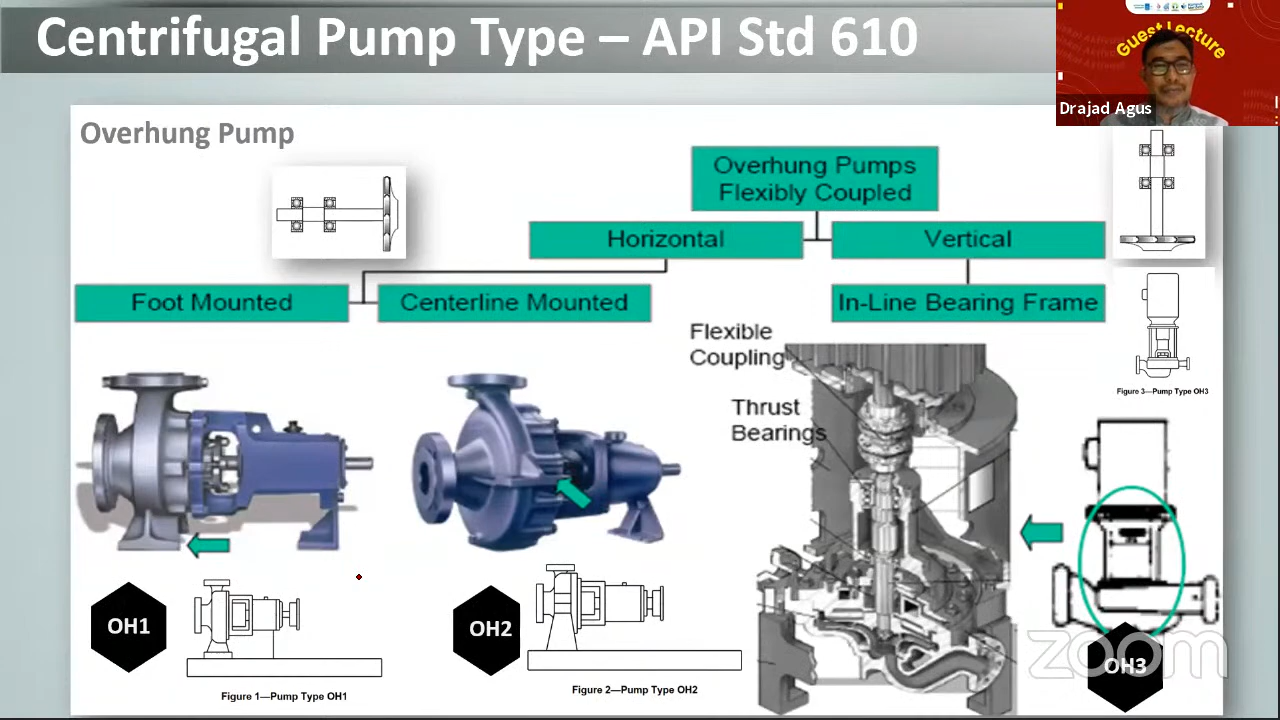 Centrifugal Pump Type – API Std 610
Guest Lecture
Drajad Agus
Overhung Pump
Overhung Pumps
Flexibly Coupled
Horizontal
Vertical
Foot Mounted
Centerline Mounted
In-Line Bearing Frame
Flexible
Coupling
Thrust
Bearings
Figure 3—Pump Type OH3
OH1
OH2
OH3
zoom
Figure 1—Pump Type OH1
Figure 2—Pump Type OH2